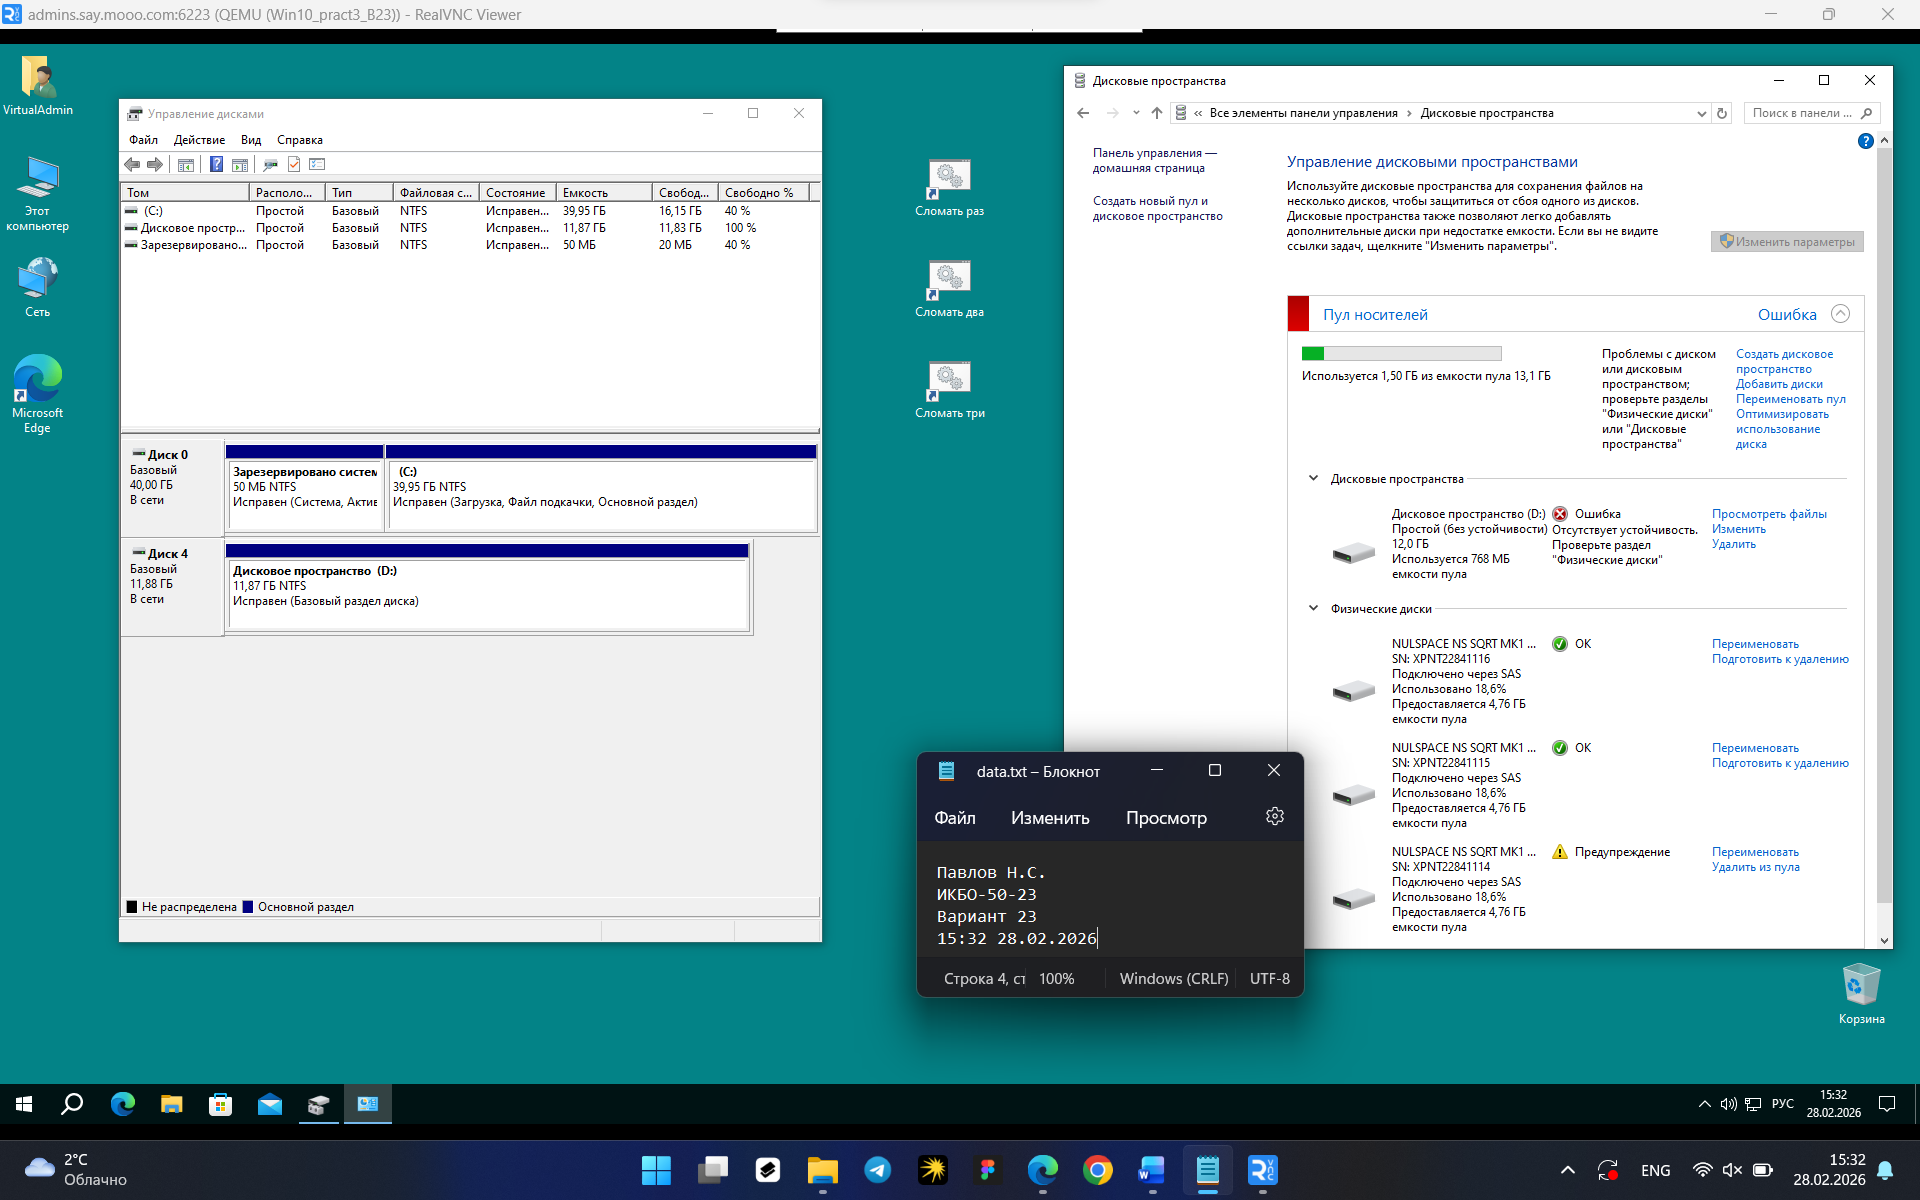 admins.say.mooo.com:6223 (QEMU (Win10_pract3_B23)) - RealVNC Viewer
VirtualAdmin
Этот
компьютер
Сеть
Microsoft
Edge
Управление дисками
Файл Действие Вид Справка
Том Располо... Тип Файловая с... Состояние Емкость Свобод... Свободно %
(C:) Простой Базовый NTFS Исправен... 39,95 ГБ 16,15 ГБ 40 %
Дисковое простр... Простой Базовый NTFS Исправен... 11,87 ГБ 11,83 ГБ 100 %
Зарезервировано... Простой Базовый NTFS Исправен... 50 МБ 20 МБ 40 %
Диск 0
Базовый
40,00 ГБ
В сети
Зарезервировано систем
50 МБ NTFS
Исправен (Система, Актив
(C:)
39,95 ГБ NTFS
Исправен (Загрузка, Файл подкачки, Основной раздел)
Диск 4
Базовый
11,88 ГБ
В сети
Дисковое пространство (D:)
11,87 ГБ NTFS
Исправен (Базовый раздел диска)
Не распределена Основной раздел
Сломать раз
Сломать два
Сломать три
Дисковые пространства
« Все элементы панели управления › Дисковые пространства
Поиск в панели ...
Панель управления —
домашняя страница
Создать новый пул и
дисковое пространство
Управление дисковыми пространствами
Используйте дисковые пространства для сохранения файлов на
несколько дисков, чтобы защититься от сбоя одного из дисков.
Дисковые пространства также позволяют легко добавлять
дополнительные диски при недостатке емкости. Если вы не видите
ссылки задач, щелкните "Изменить параметры".
Изменить параметры
Пул носителей
Ошибка
Используется 1,50 ГБ из емкости пула 13,1 ГБ
Проблемы с диском
или дисковым
пространством;
проверьте разделы
"Физические диски"
или "Дисковые
пространства"
Создать дисковое
пространство
Добавить диски
Переименовать пул
Оптимизировать
использование
диска
Дисковые пространства
Дисковое пространство (D:)
Простой (без устойчивости)
12,0 ГБ
Используется 768 МБ
емкости пула
Ошибка
Отсутствует устойчивость.
Проверьте раздел
"Физические диски"
Просмотреть файлы
Изменить
Удалить
Физические диски
NULSPACE NS SQRT MK1 ...
SN: XPNT22841116
Подключено через SAS
Использовано 18,6%
Предоставляется 4,76 ГБ
емкости пула
OK
Переименовать
Подготовить к удалению
NULSPACE NS SQRT MK1 ...
SN: XPNT22841115
Подключено через SAS
Использовано 18,6%
Предоставляется 4,76 ГБ
емкости пула
OK
Переименовать
Подготовить к удалению
NULSPACE NS SQRT MK1 ...
SN: XPNT22841114
Подключено через SAS
Использовано 18,6%
Предоставляется 4,76 ГБ
емкости пула
Предупреждение
Переименовать
Удалить из пула
data.txt – Блокнот
Файл Изменить Просмотр
Павлов Н.С.
ИКБО-50-23
Вариант 23
15:32 28.02.2026
Строка 4, ст 100% Windows (CRLF) UTF-8
Корзина
РУС
15:32
28.02.2026
2°C
Облачно
ENG
15:32
28.02.2026